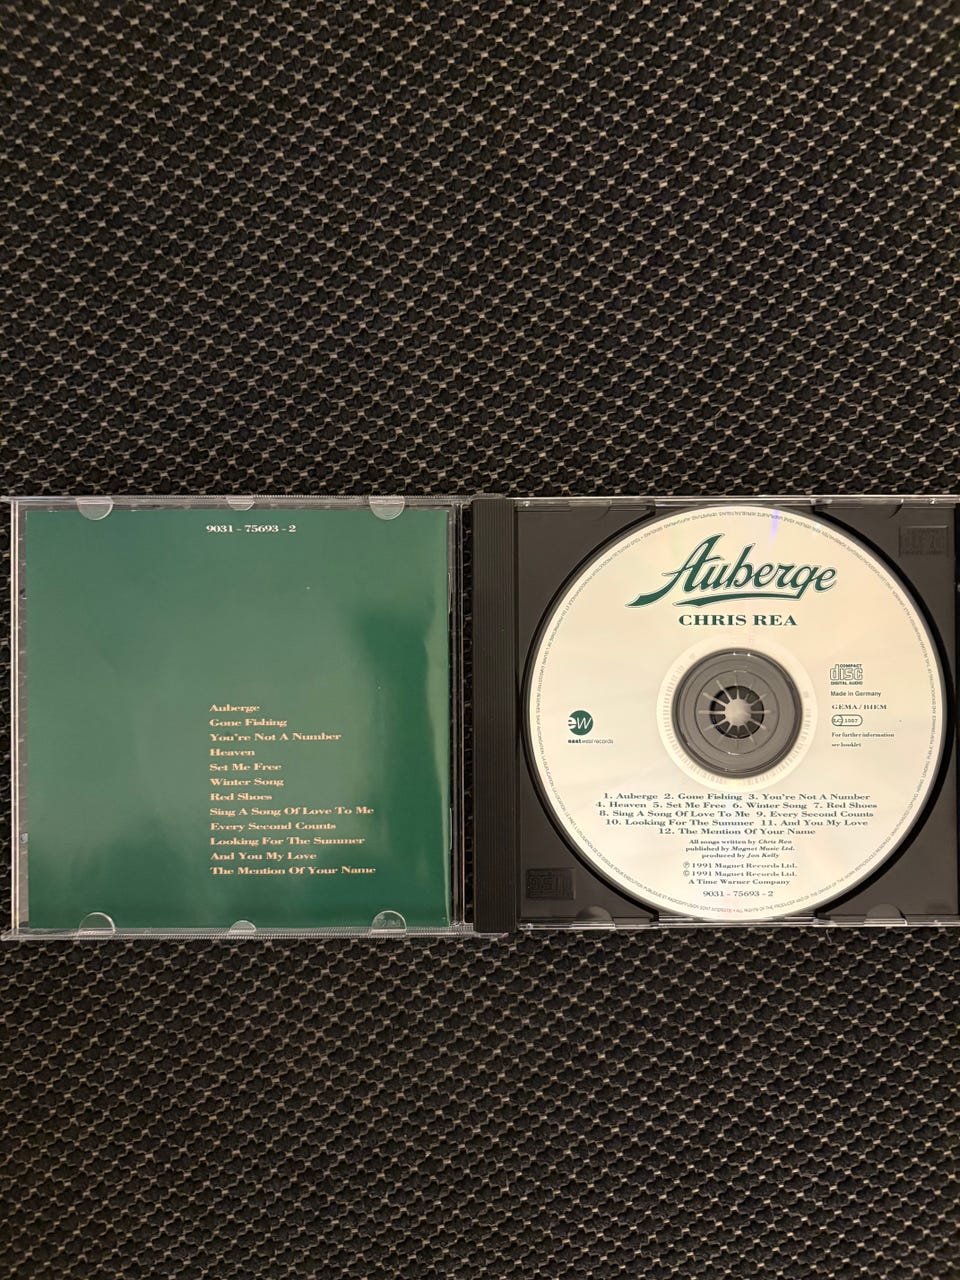 9031 - 75693 - 2
Auberge
Gone Fishing
You're Not A Number
Heaven
Set Me Free
Winter Song
Red Shoes
Sing A Song Of Love To Me
Every Second Counts
Looking For The Summer
And You My Love
The Mention Of Your Name
Auberge
CHRIS REA
COMPACT
disc
DIGITAL AUDIO
Made in Germany
GEMA / BIEM
LC 1557
For further information
see booklet
ew
eastwest records
1. Auberge 2. Gone Fishing 3. You're Not A Number
4. Heaven 5. Set Me Free 6. Winter Song 7. Red Shoes
8. Sing A Song Of Love To Me 9. Every Second Counts
10. Looking For The Summer 11. And You My Love
12. The Mention Of Your Name
All songs written by Chris Rea
published by Magnet Music Ltd.
produced by Jon Kelly
℗ 1991 Magnet Records Ltd.
© 1991 Magnet Records Ltd.
A Time Warner Company
9031 - 75693 - 2